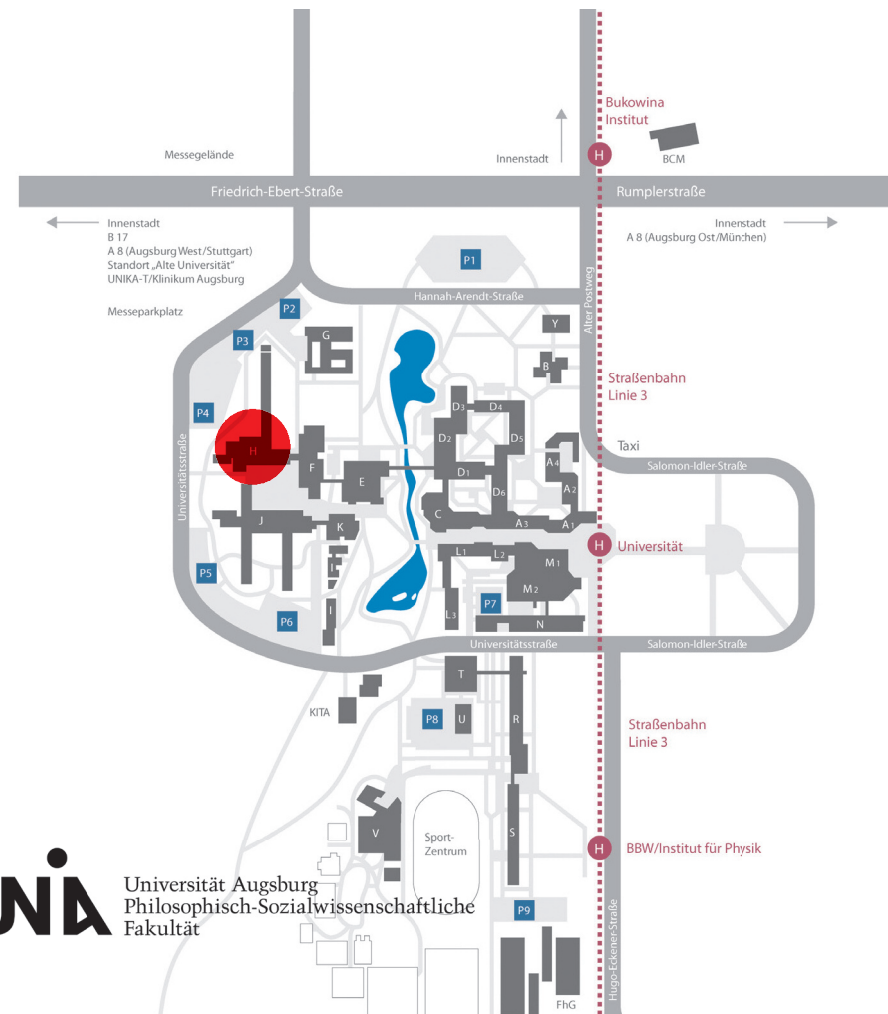 Bukowina
Institut
Messegelände
Innenstadt
H
BCM
Friedrich-Ebert-Straße
Rumplerstraße
Innenstadt
B 17
A 8 (Augsburg West/Stuttgart)
Standort „Alte Universität“
UNIKA-T/Klinikum Augsburg
Messeparkplatz
Innenstadt
A 8 (Augsburg Ost/München)
P1
Hannah-Arendt-Straße
Alter Postweg
P2
P3
G
Y
B
P4
Straßenbahn
Linie 3
D3
D4
D2
D5
H
F
E
D1
D6
A4
A2
Taxi
Salomon-Idler-Straße
Universitätsstraße
J
K
C
A3
A1
H
Universität
L1
L2
M1
M2
I
I
P5
P6
L3
P7
N
Universitätsstraße
Salomon-Idler-Straße
T
KITA
P8
U
R
Straßenbahn
Linie 3
V
Sport-
Zentrum
S
H
BBW/Institut für Physik
UNIA
Universität Augsburg
Philosophisch-Sozialwissenschaftliche
Fakultät
P9
Hugo-Eckener-Straße
FhG